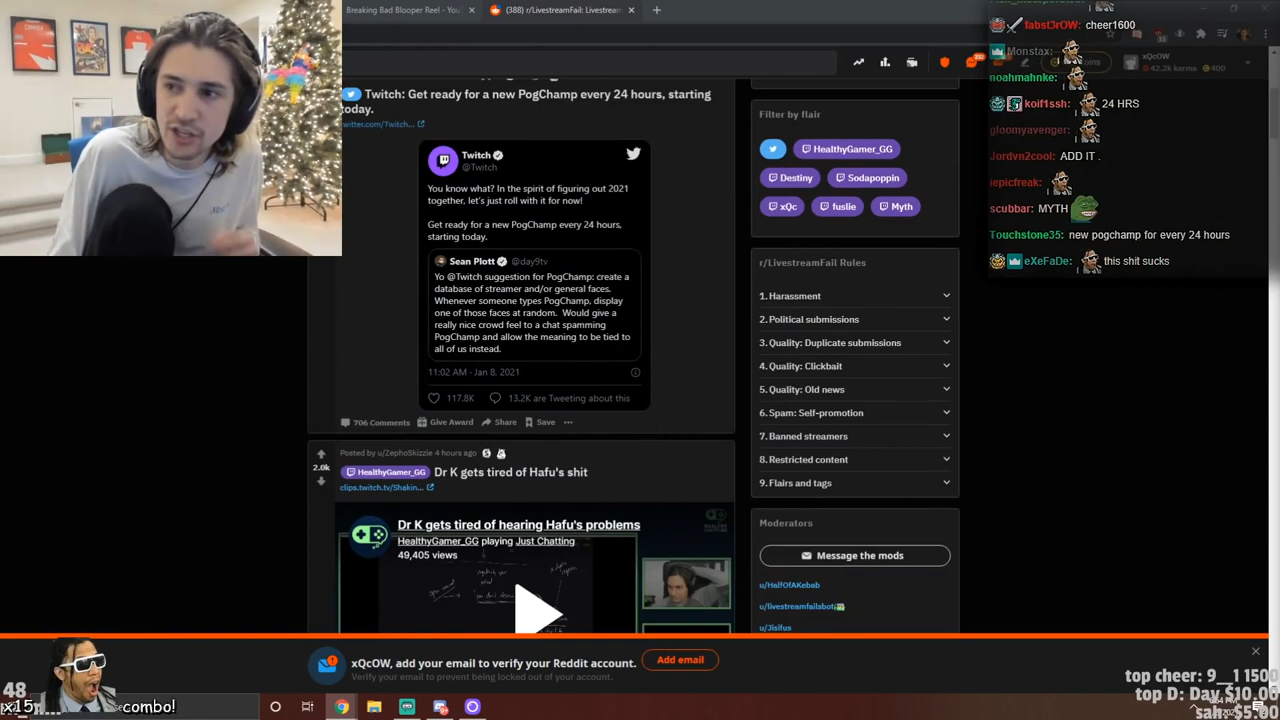 Breaking Bad Blooper Reel - You
(388) r/LivestreamFail: Livestream
xQcOW
42.2k karma
400
Twitch: Get ready for a new PogChamp every 24 hours, starting
today.
twitter.com/Twitch...
Twitch
@Twitch
You know what? In the spirit of figuring out 2021
together, let's just roll with it for now!
Get ready for a new PogChamp every 24 hours,
starting today.
Sean Plott @day9tv
Yo @Twitch suggestion for PogChamp: create a
database of streamer and/or general faces.
Whenever someone types PogChamp, display
one of those faces at random. Would give a
really nice crowd feel to a chat spamming
PogChamp and allow the meaning to be tied to
all of us instead.
11:02 AM - Jan 8, 2021
117.8K 13.2K are Tweeting about this
706 Comments Give Award Share Save
2.0k
Posted by u/ZephoSkizzle 4 hours ago
HealthyGamer_GG Dr K gets tired of Hafu's shit
clips.twitch.tv/Shakin...
Dr K gets tired of hearing Hafu's problems
HealthyGamer_GG playing Just Chatting
49,405 views
Filter by flair
HealthyGamer_GG
Destiny Sodapoppin
xQc fuslie Myth
r/LivestreamFail Rules
1. Harassment
2. Political submissions
3. Quality: Duplicate submissions
4. Quality: Clickbait
5. Quality: Old news
6. Spam: Self-promotion
7. Banned streamers
8. Restricted content
9. Flairs and tags
Moderators
Message the mods
u/HalfOfAKebab
u/livestreamfailsbot
u/Jisifus
fabst3rOW: cheer1600
Monstax:
noahmahnke:
koif1ssh: 24 HRS
gloomyavenger:
Jordvn2cool: ADD IT .
epicfreak:
scubbar: MYTH
Touchstone35: new pogchamp for every 24 hours
eXeFaDe: this shit sucks
xQcOW, add your email to verify your Reddit account.
Verify your email to prevent being locked out of your account.
Add email
48
x15 combo!
top cheer: 9__1 1500
top D: Day $10.00
sah: $5.00